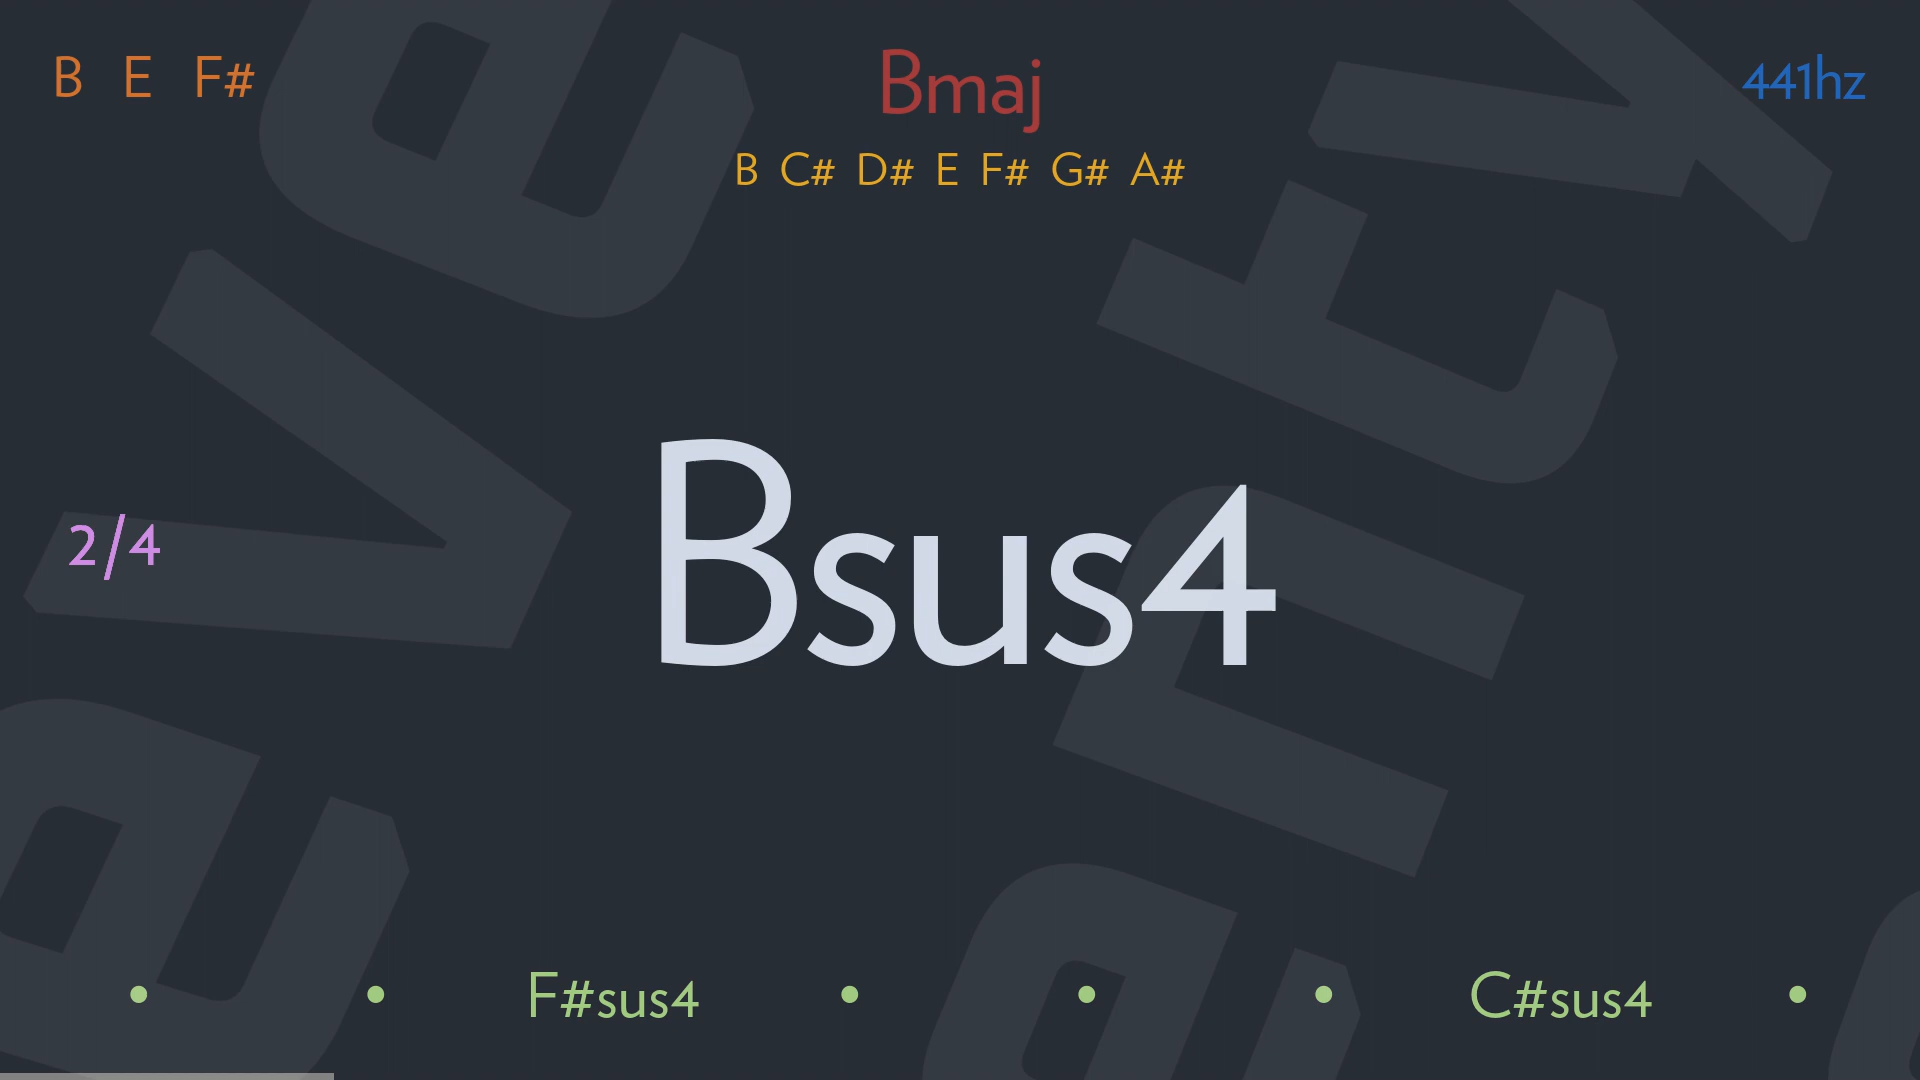 B E F#
Bmaj
441hz
B C# D# E F# G# A#
2/4
Bsus4
F#sus4
C#sus4